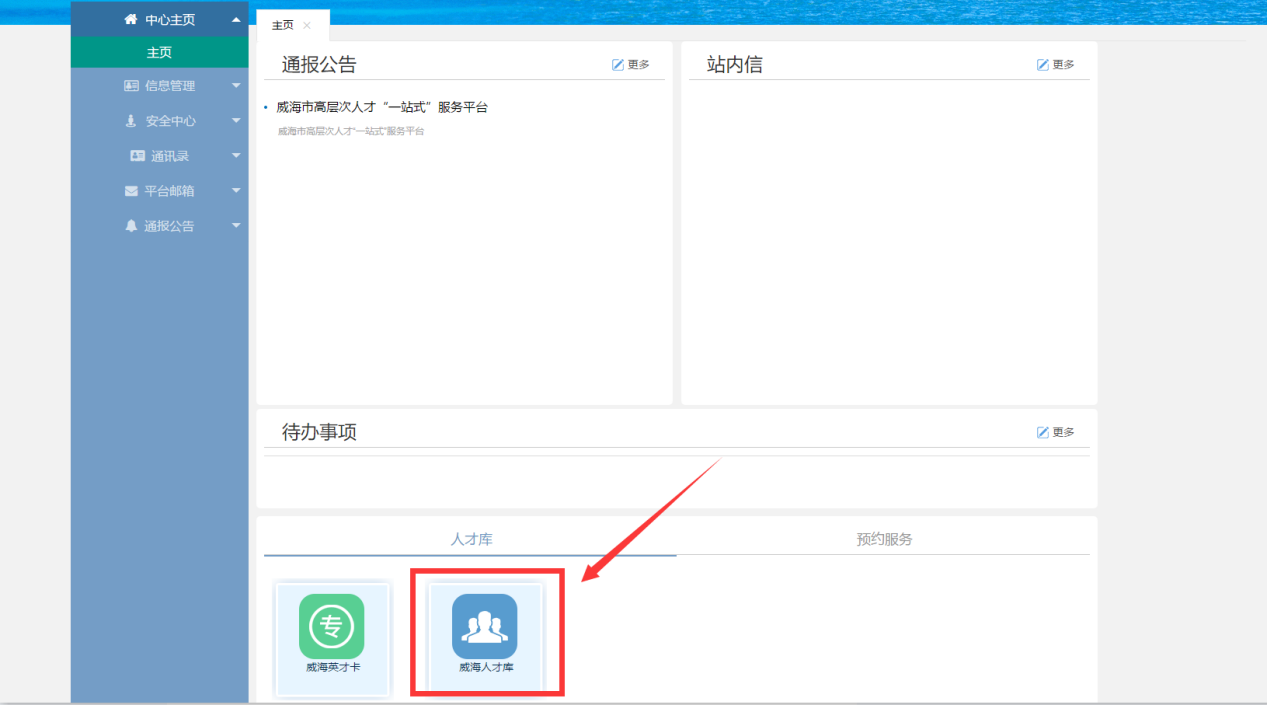 中心主页
主页
信息管理
安全中心
通讯录
平台邮箱
通报公告
主页 ×
通报公告
更多
威海市高层次人才“一站式”服务平台
威海市高层次人才“一站式”服务平台
站内信
更多
待办事项
更多
人才库
预约服务
专
威海英才卡
威海人才库